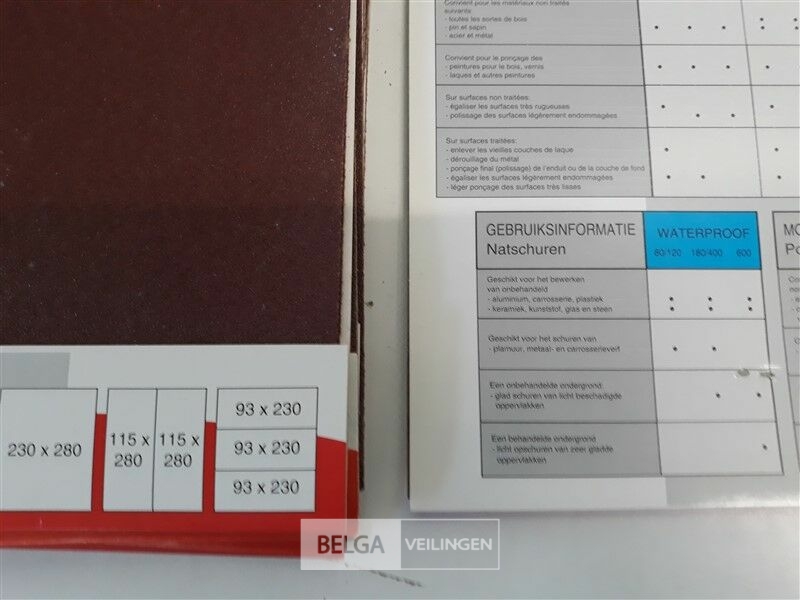 Convient pour les matériaux non traités
suivants
- toutes les sortes de bois
- pin et sapin
- acier et métal
Convient pour le ponçage des
- peintures pour le bois, vernis
- laques et autres peintures
Sur surfaces non traitées:
- égaliser les surfaces très rugueuses
- polissage des surfaces légèrement endommagées
Sur surfaces traitées:
- enlever les vieilles couches de laque
- dérouillage du métal
- ponçage final (polissage) de l'enduit ou de la couche de fond
- égaliser les surfaces légèrement endommagées
- léger ponçage des surfaces très lisses
GEBRUIKSINFORMATIE
Natschuren
WATERPROOF
80/120 180/400 600
Geschikt voor het bewerken
van onbehandeld
- aluminium, carrosserie, plastiek
- keramiek, kunststof, glas en steen
Geschikt voor het schuren van
- plamuur, metaal- en carrosserieverf
Een onbehandelde ondergrond:
- glad schuren van licht beschadigde
oppervlakken
Een behandelde ondergrond
- licht opschuren van zeer gladde
oppervlakken
230 x 280
115 x
280
115 x
280
93 x 230
93 x 230
93 x 230
BELGA VEILINGEN